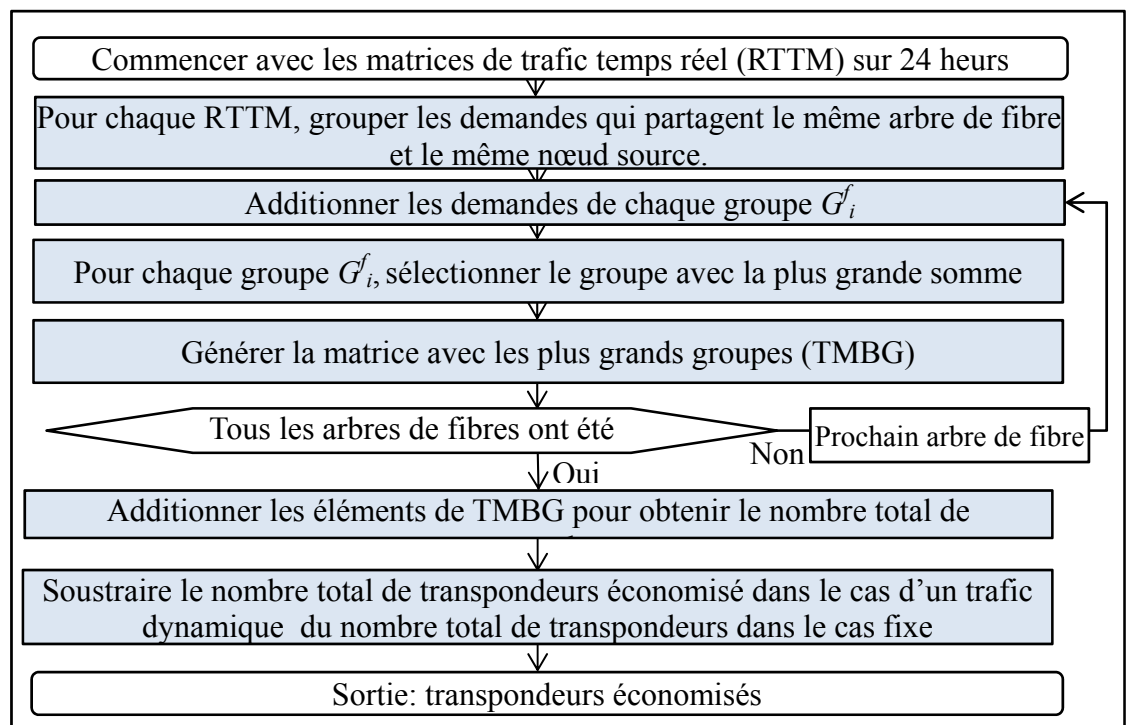 Commencer avec les matrices de trafic temps réel (RTTM) sur 24 heurs
Pour chaque RTTM, grouper les demandes qui partagent le même arbre de fibre
et le même nœud source.
Additionner les demandes de chaque groupe G^f_i
Pour chaque groupe G^f_i, sélectionner le groupe avec la plus grande somme
Générer la matrice avec les plus grands groupes (TMBG)
Tous les arbres de fibres ont été
Non
Prochain arbre de fibre
Oui
Additionner les éléments de TMBG pour obtenir le nombre total de
Soustraire le nombre total de transpondeurs économisé dans le cas d’un trafic
dynamique du nombre total de transpondeurs dans le cas fixe
Sortie: transpondeurs économisés